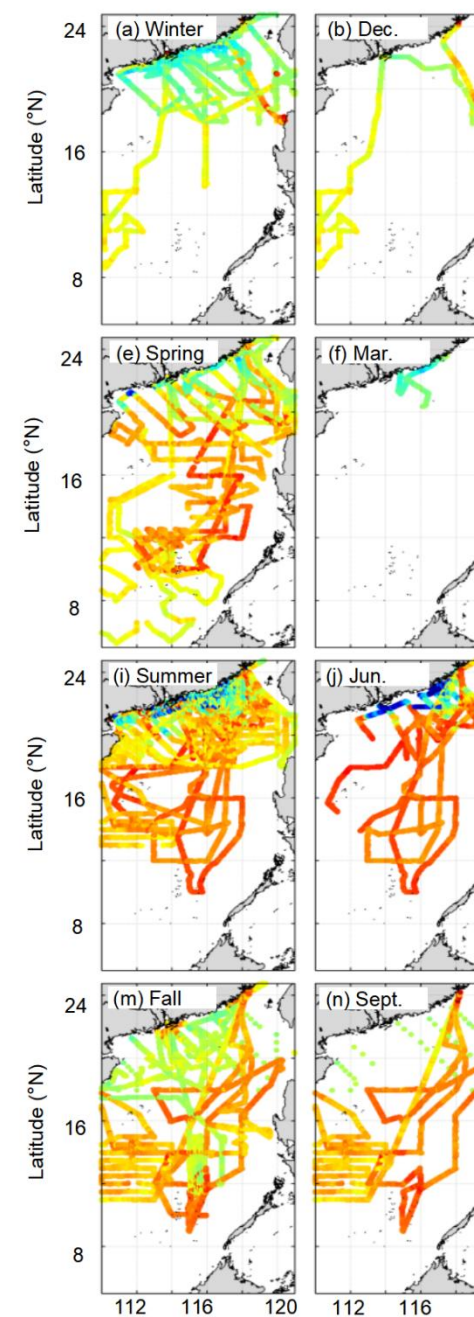 24
(a) Winter
(b) Dec.
Latitude (°N)
16
8
24
(e) Spring
(f) Mar.
Latitude (°N)
16
8
24
(i) Summer
(j) Jun.
Latitude (°N)
16
8
24
(m) Fall
(n) Sept.
Latitude (°N)
16
8
112 116 120 112 116